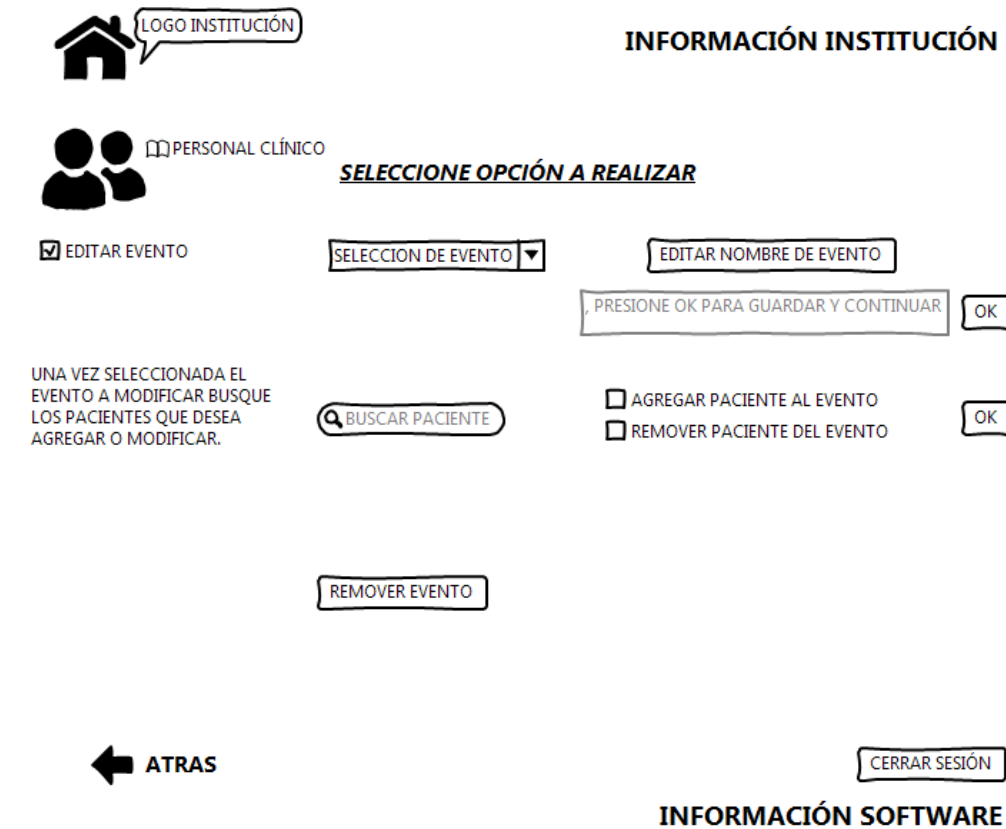 LOGO INSTITUCIÓN
INFORMACIÓN INSTITUCIÓN
PERSONAL CLÍNICO
SELECCIONE OPCIÓN A REALIZAR
EDITAR EVENTO
SELECCION DE EVENTO
EDITAR NOMBRE DE EVENTO
, PRESIONE OK PARA GUARDAR Y CONTINUAR
OK
UNA VEZ SELECCIONADA EL
EVENTO A MODIFICAR BUSQUE
LOS PACIENTES QUE DESEA
AGREGAR O MODIFICAR.
BUSCAR PACIENTE
AGREGAR PACIENTE AL EVENTO
REMOVER PACIENTE DEL EVENTO
OK
REMOVER EVENTO
ATRAS
CERRAR SESIÓN
INFORMACIÓN SOFTWARE